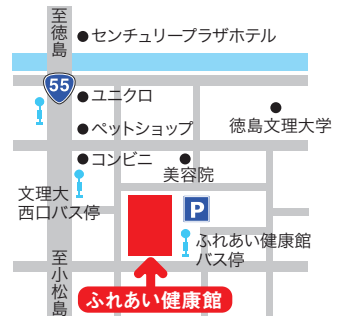 至徳島
センチュリープラザホテル
55
ユニクロ
ペットショップ
徳島文理大学
コンビニ
美容院
文理大
西口バス停
P
ふれあい健康館
バス停
至小松島
ふれあい健康館